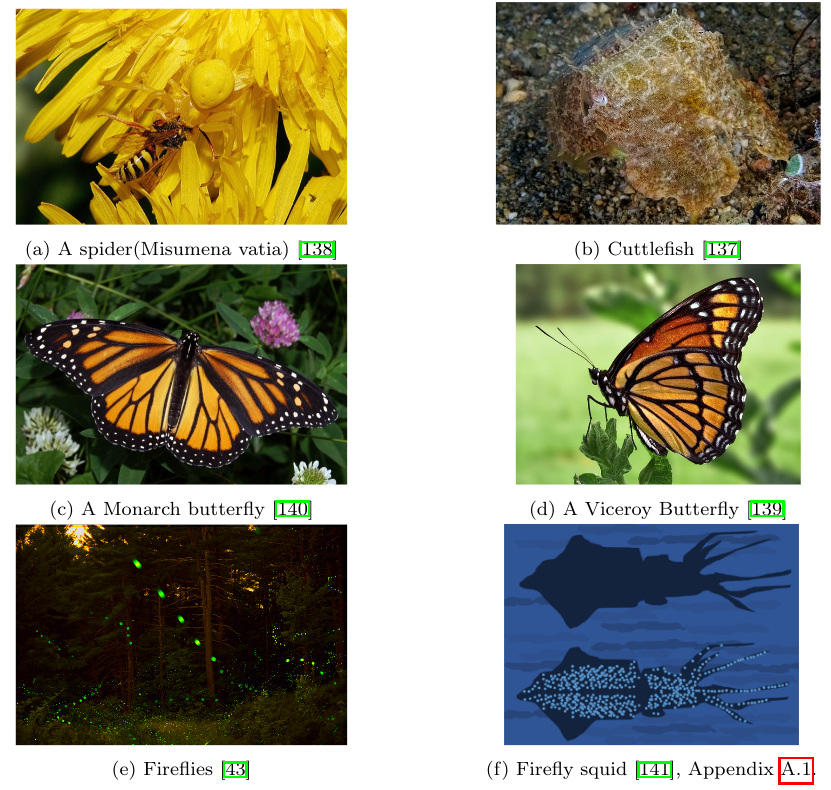 (a) A spider(Misumena vatia) [138]
(b) Cuttlefish [137]
(c) A Monarch butterfly [140]
(d) A Viceroy Butterfly [139]
(e) Fireflies [43]
(f) Firefly squid [141], Appendix A.1.